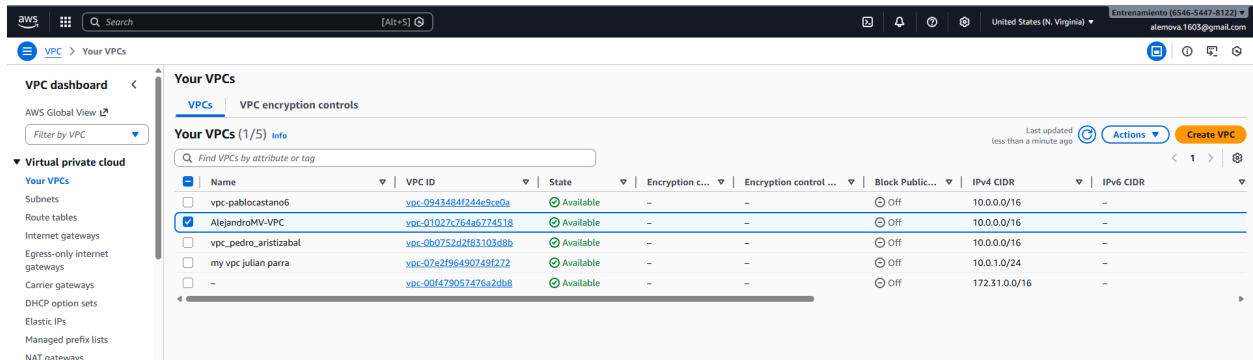 aws Search [Alt+S] United States (N. Virginia) Entrenamiento (6546-5447-8122)
alemova.1603@gmail.com
VPC > Your VPCs
VPC dashboard
AWS Global View
Filter by VPC
Virtual private cloud
Your VPCs
Subnets
Route tables
Internet gateways
Egress-only internet
gateways
Carrier gateways
DHCP option sets
Elastic IPs
Managed prefix lists
NAT gateways
Your VPCs
VPCs VPC encryption controls
Your VPCs (1/5) Info Last updated
less than a minute ago Actions Create VPC
Find VPCs by attribute or tag 1
Name VPC ID State Encryption c... Encryption control ... Block Public... IPv4 CIDR IPv6 CIDR
vpc-pablocastano6 vpc-0943484f244e9ce0a Available – – Off 10.0.0.0/16 –
AlejandroMV-VPC vpc-01027c764a6774518 Available – – Off 10.0.0.0/16 –
vpc_pedro_aristizabal vpc-0b0752d2f83103d8b Available – – Off 10.0.0.0/16 –
my vpc julian parra vpc-07e2f96490749f272 Available – – Off 10.0.1.0/24 –
– vpc-00f479057476a2db8 Available – – Off 172.31.0.0/16 –